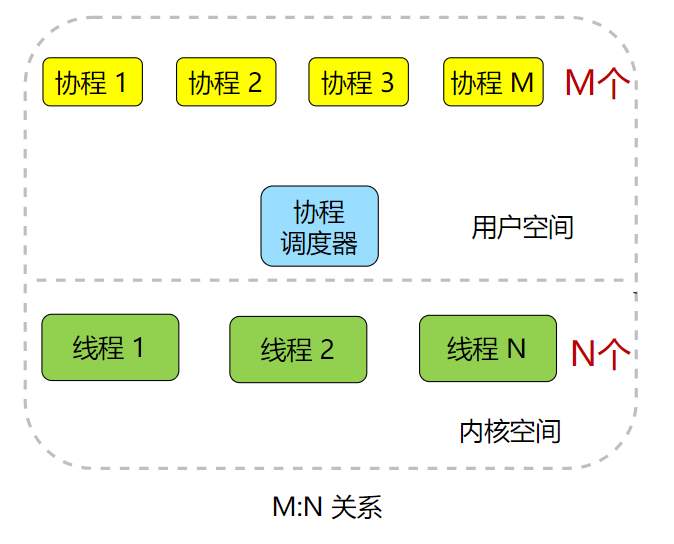 协程 1
协程 2
协程 3
协程 M
M个
协程
调度器
用户空间
线程 1
线程 2
线程 N
N个
内核空间
M:N 关系